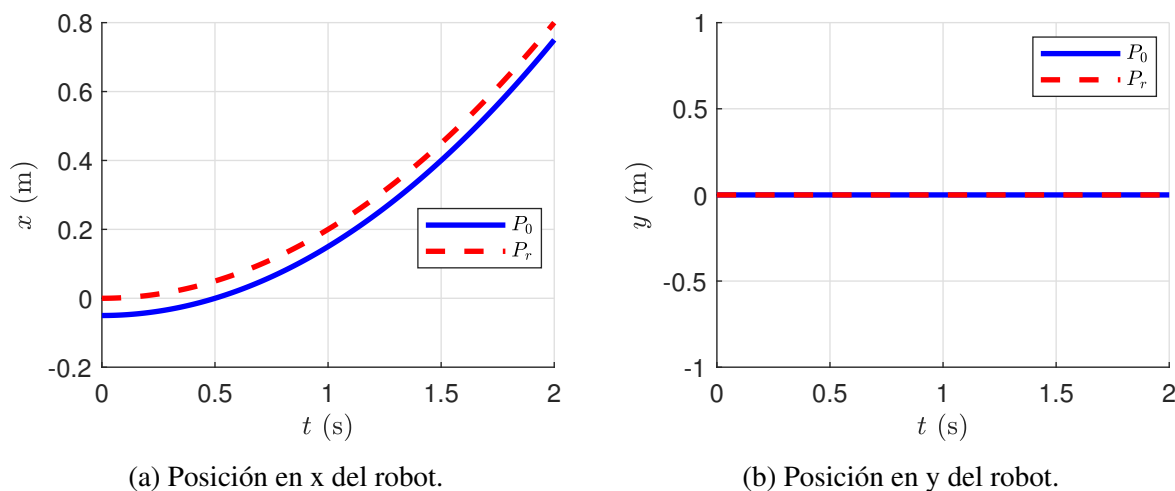 0.8
0.6
0.4
0.2
0
-0.2
x (m)
P0
Pr
0 0.5 1 1.5 2
t (s)
(a) Posición en x del robot.
1
0.5
0
-0.5
-1
y (m)
P0
Pr
0 0.5 1 1.5 2
t (s)
(b) Posición en y del robot.